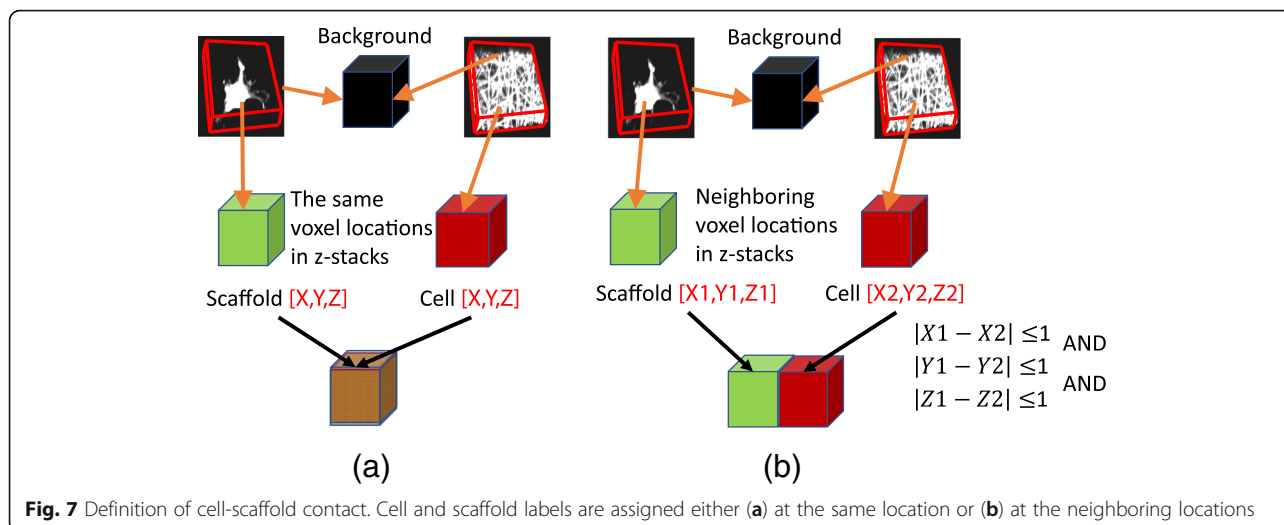 Background
The same
voxel locations
in z-stacks
Scaffold [X,Y,Z]
Cell [X,Y,Z]
(a)
Background
Neighboring
voxel locations
in z-stacks
Scaffold [X1,Y1,Z1]
Cell [X2,Y2,Z2]
|X1 − X2| ≤1
AND
|Y1 − Y2| ≤1
AND
|Z1 − Z2| ≤1
(b)
Fig. 7 Definition of cell-scaffold contact. Cell and scaffold labels are assigned either (a) at the same location or (b) at the neighboring locations